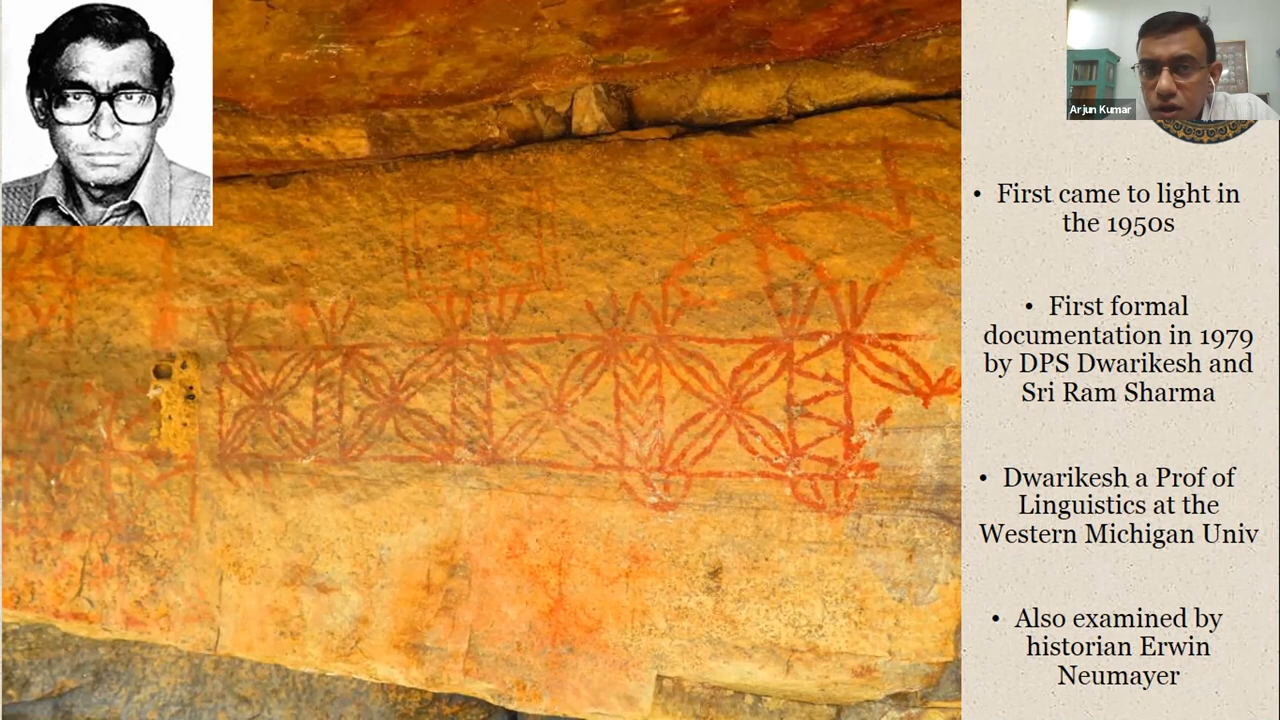 Arjun Kumar
• First came to light in
the 1950s
• First formal
documentation in 1979
by DPS Dwarikesh and
Sri Ram Sharma
• Dwarikesh a Prof of
Linguistics at the
Western Michigan Univ
• Also examined by
historian Erwin
Neumayer